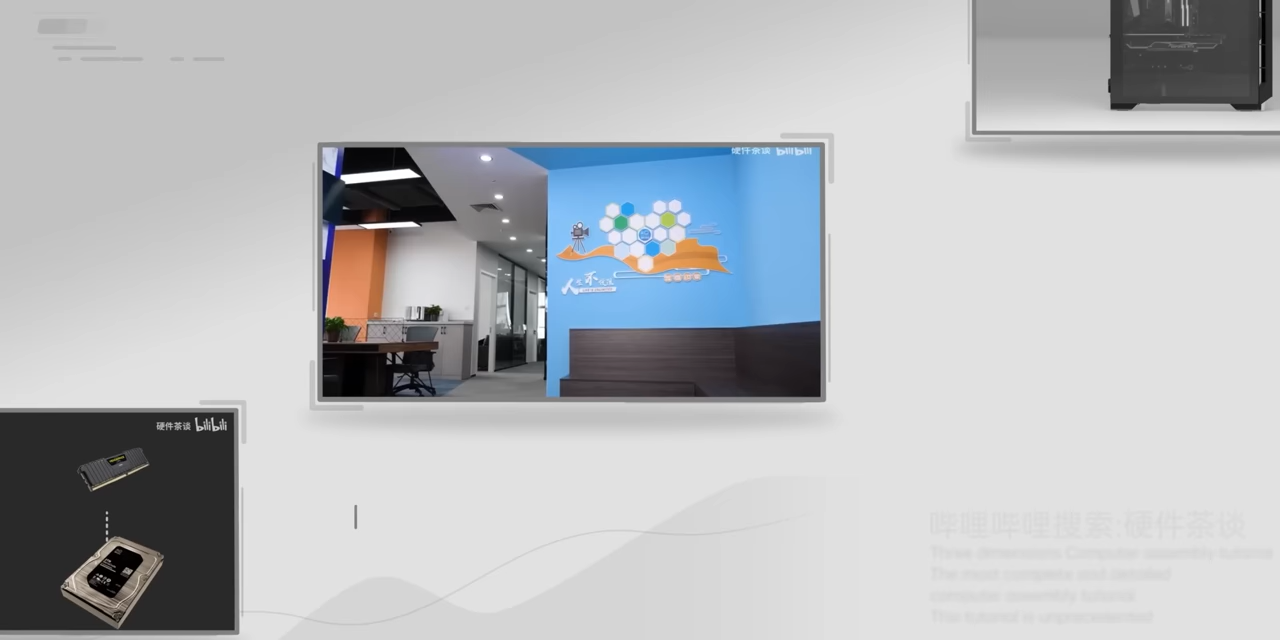 硬件茶谈 bilibili
硬件茶谈 bilibili
哔哩哔哩搜索:硬件茶谈
Three dimensions Computer assembly tutorial
The most complete and detailed
computer assembly tutorial
This tutorial is unprecedented